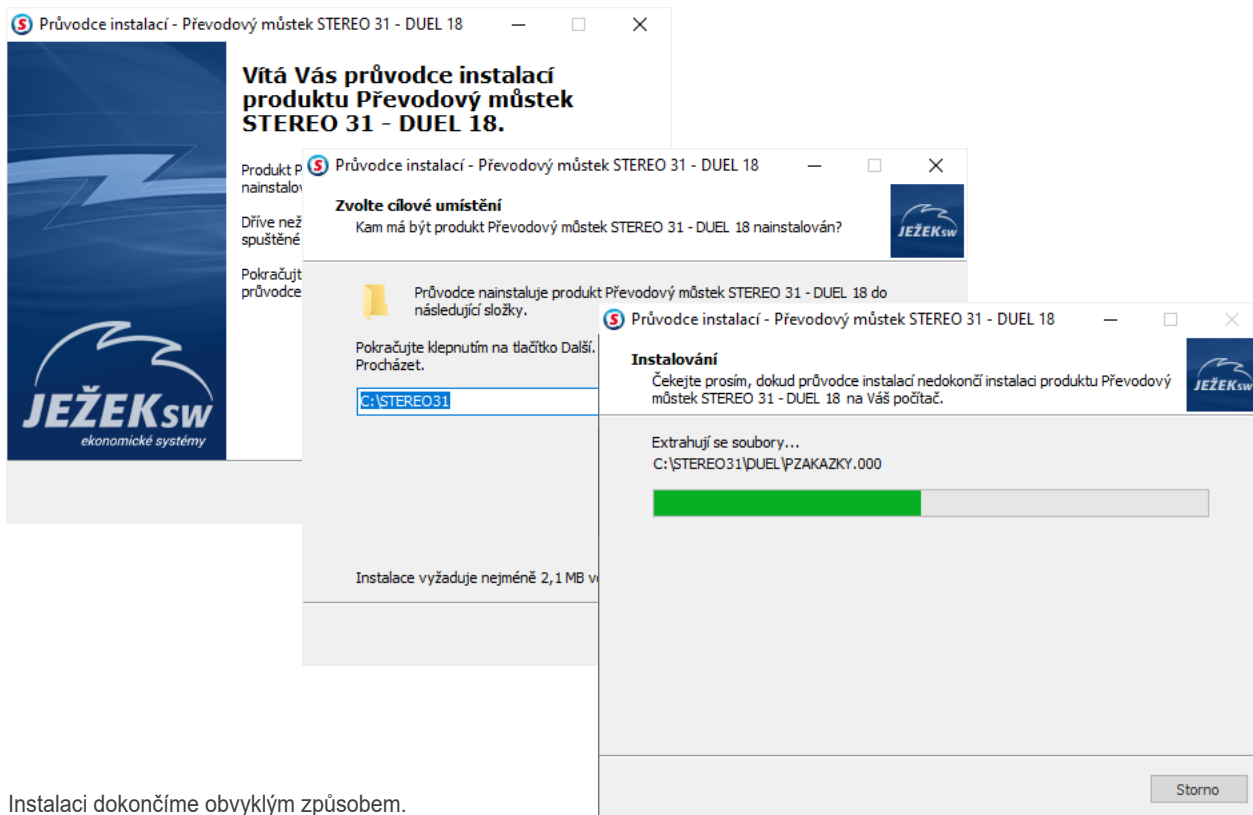 Průvodce instalací - Převodový můstek STEREO 31 - DUEL 18
Vítá Vás průvodce instalací
produktu Převodový můstek
STEREO 31 - DUEL 18.
Produkt P
nainstalov
Dříve než
spuštěné
Pokračujt
průvodce
JEŽEKSW
ekonomické systémy
Průvodce instalací - Převodový můstek STEREO 31 - DUEL 18
Zvolte cílové umístění
Kam má být produkt Převodový můstek STEREO 31 - DUEL 18 nainstalován?
JEŽEKSW
Průvodce nainstaluje produkt Převodový můstek STEREO 31 - DUEL 18 do
následující složky.
Pokračujte klepnutím na tlačítko Další.
Procházet.
C:\STEREO31
Instalace vyžaduje nejméně 2,1 MB v
Průvodce instalací - Převodový můstek STEREO 31 - DUEL 18
Instalování
Čekejte prosím, dokud průvodce instalací nedokončí instalaci produktu Převodový
můstek STEREO 31 - DUEL 18 na Váš počítač.
JEŽEKSW
Extrahují se soubory...
C:\STEREO31\DUEL\PZAKAZKY.000
Storno
Instalaci dokončíme obvyklým způsobem.